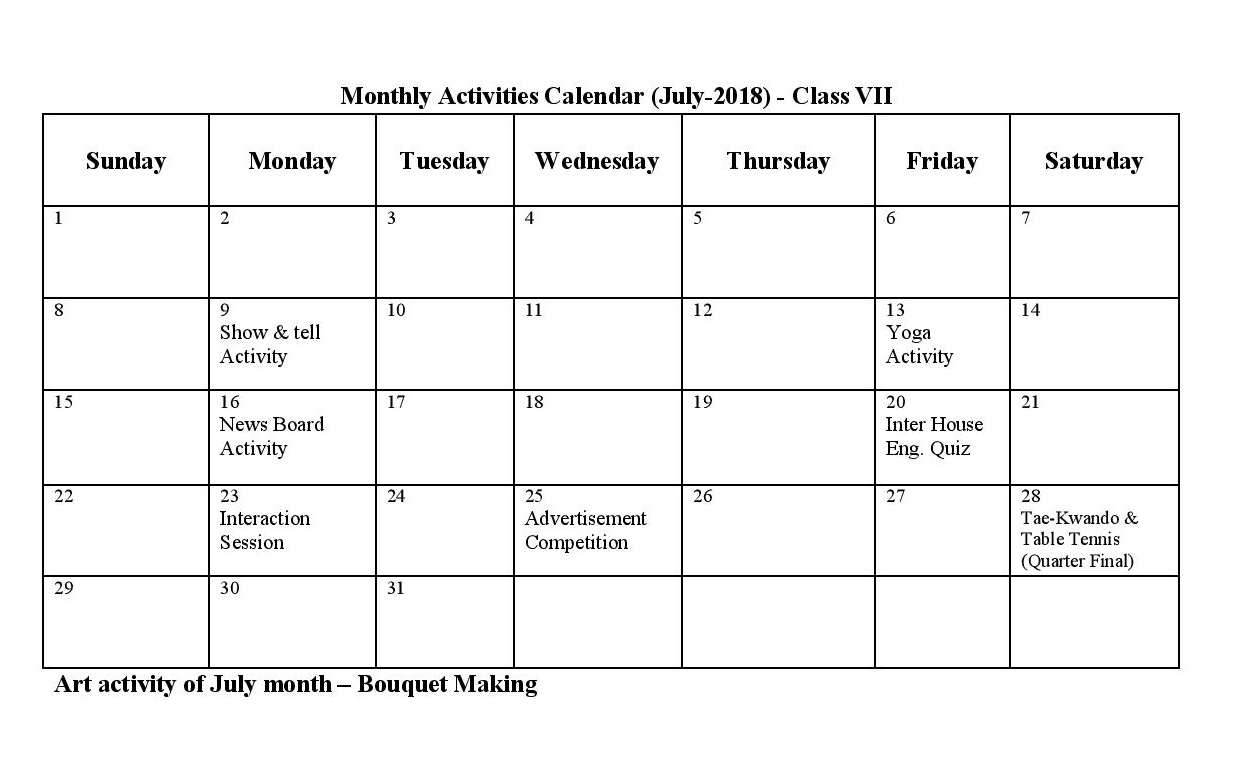 Monthly Activities Calendar (July-2018) - Class VII
Sunday Monday Tuesday Wednesday Thursday Friday Saturday
1 2 3 4 5 6 7
8 9 10 11 12 13 14
Show & tell Yoga
Activity Activity
15 16 17 18 19 20 21
News Board Inter House
Activity Eng. Quiz
22 23 24 25 26 27 28
Interaction Advertisement Tae-Kwando &
Session Competition Table Tennis
(Quarter Final)
29 30 31
Art activity of July month – Bouquet Making